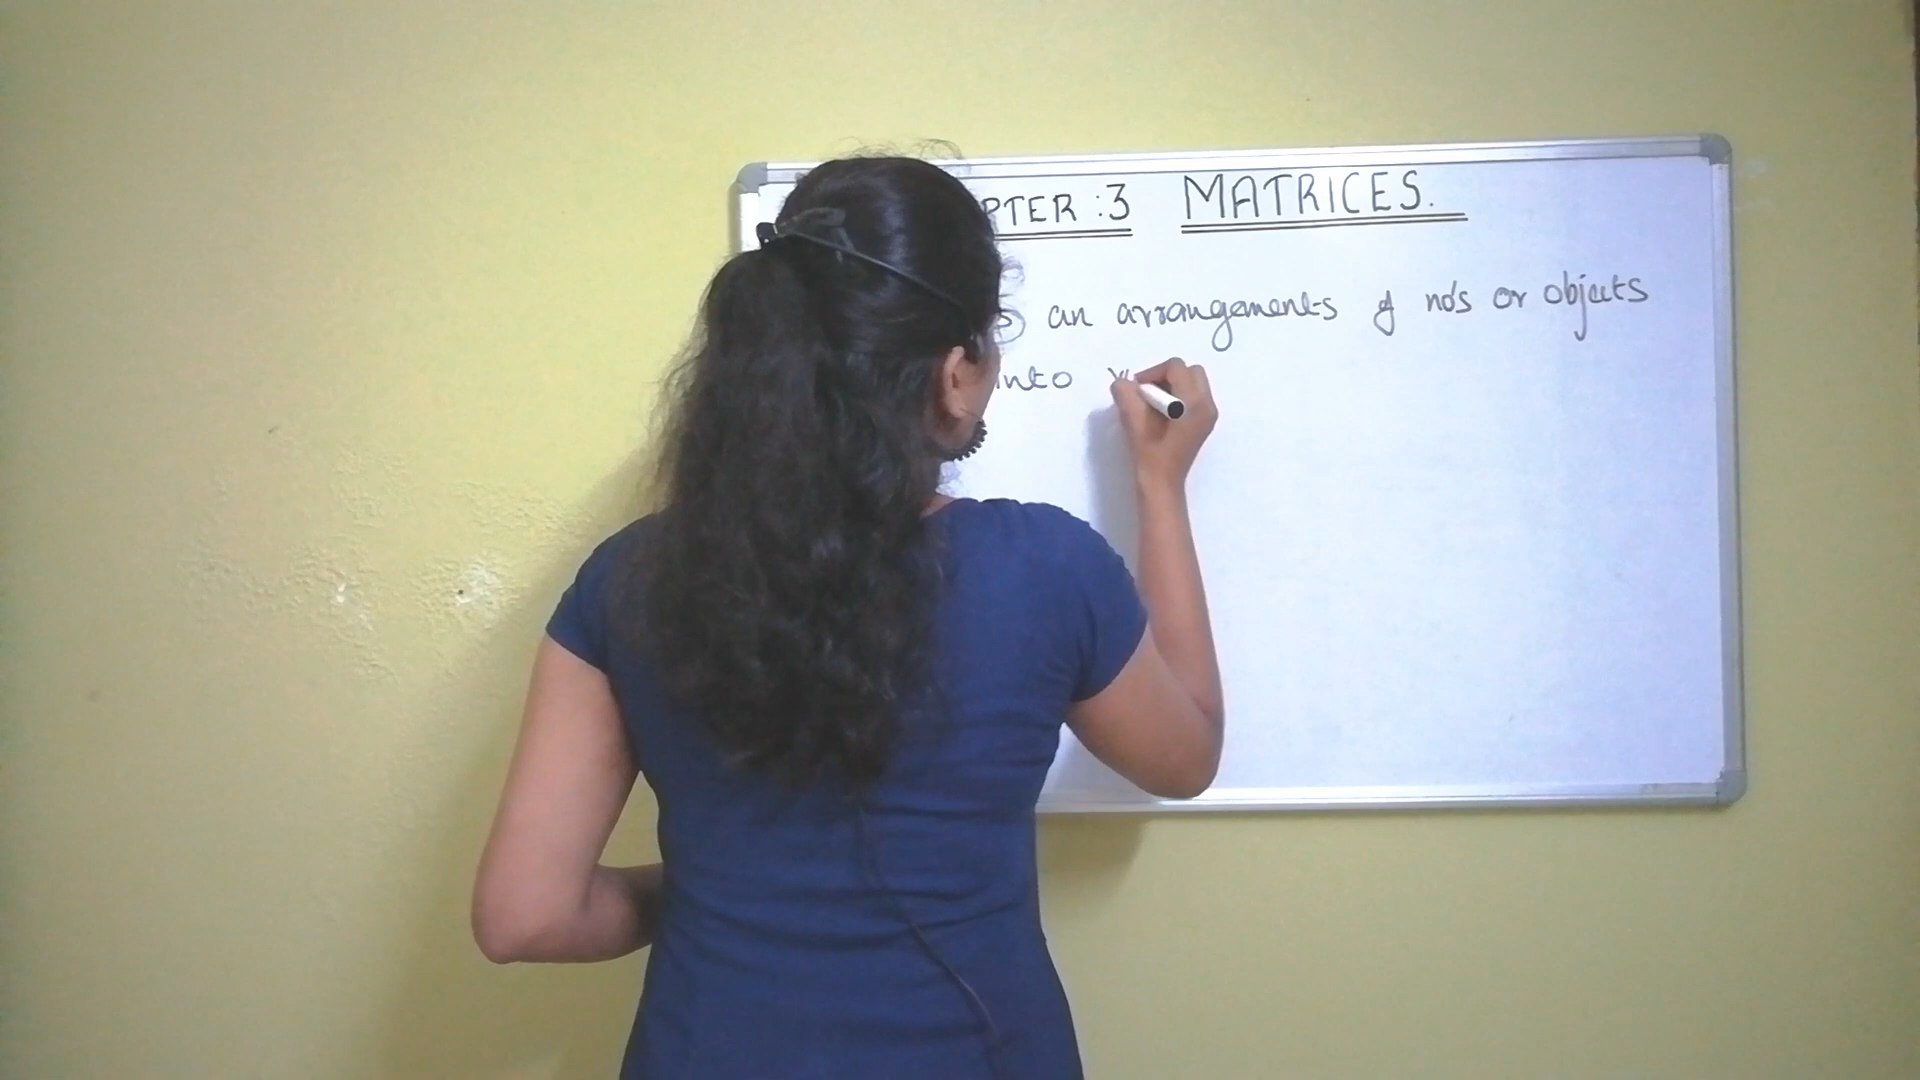 PTER :3 MATRICES.
an arrangements of no's or objects
into